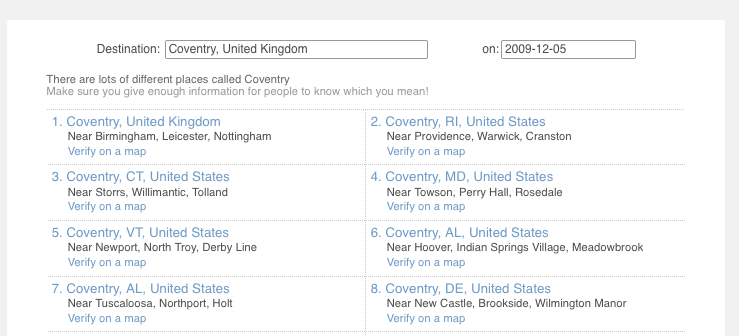 Destination: Coventry, United Kingdom on: 2009-12-05
There are lots of different places called Coventry
Make sure you give enough information for people to know which you mean!
1. Coventry, United Kingdom
Near Birmingham, Leicester, Nottingham
Verify on a map
2. Coventry, RI, United States
Near Providence, Warwick, Cranston
Verify on a map
3. Coventry, CT, United States
Near Storrs, Willimantic, Tolland
Verify on a map
4. Coventry, MD, United States
Near Towson, Perry Hall, Rosedale
Verify on a map
5. Coventry, VT, United States
Near Newport, North Troy, Derby Line
Verify on a map
6. Coventry, AL, United States
Near Hoover, Indian Springs Village, Meadowbrook
Verify on a map
7. Coventry, AL, United States
Near Tuscaloosa, Northport, Holt
Verify on a map
8. Coventry, DE, United States
Near New Castle, Brookside, Wilmington Manor
Verify on a map